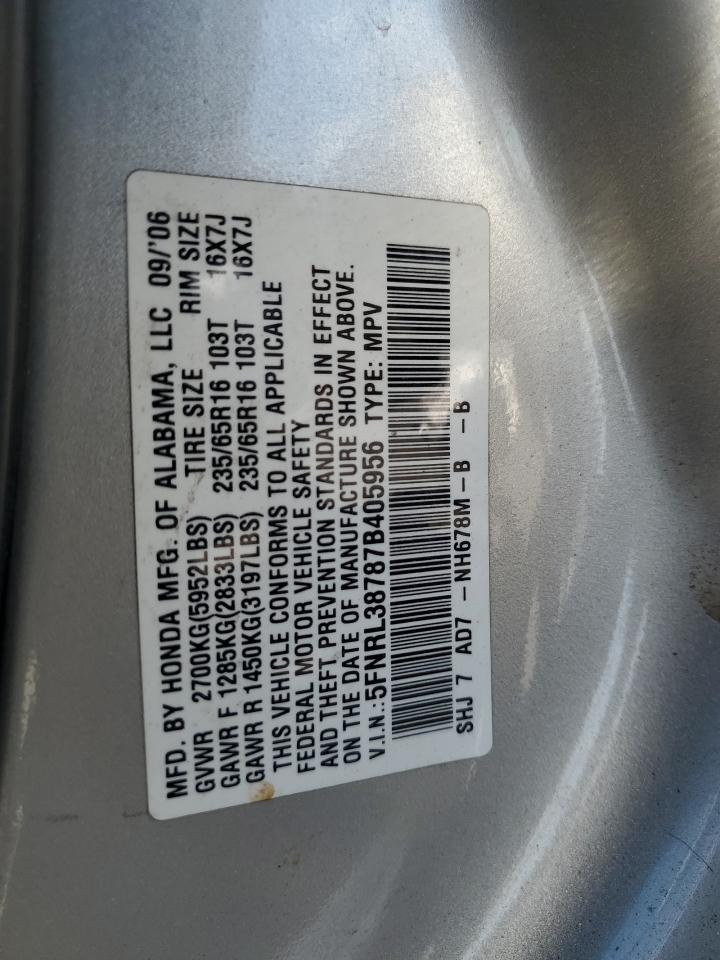 MFD. BY HONDA MFG. OF ALABAMA, LLC 09/'06
GVWR 2700KG(5952LBS) TIRE SIZE RIM SIZE
GAWR F 1285KG(2833LBS) 235/65R16 103T 16X7J
GAWR R 1450KG(3197LBS) 235/65R16 103T 16X7J
THIS VEHICLE CONFORMS TO ALL APPLICABLE
FEDERAL MOTOR VEHICLE SAFETY
AND THEFT PREVENTION STANDARDS IN EFFECT
ON THE DATE OF MANUFACTURE SHOWN ABOVE.
V.I.N.:5FNRL38787B405956 TYPE: MPV
SHJ 7 AD7 -NH678M-B -B